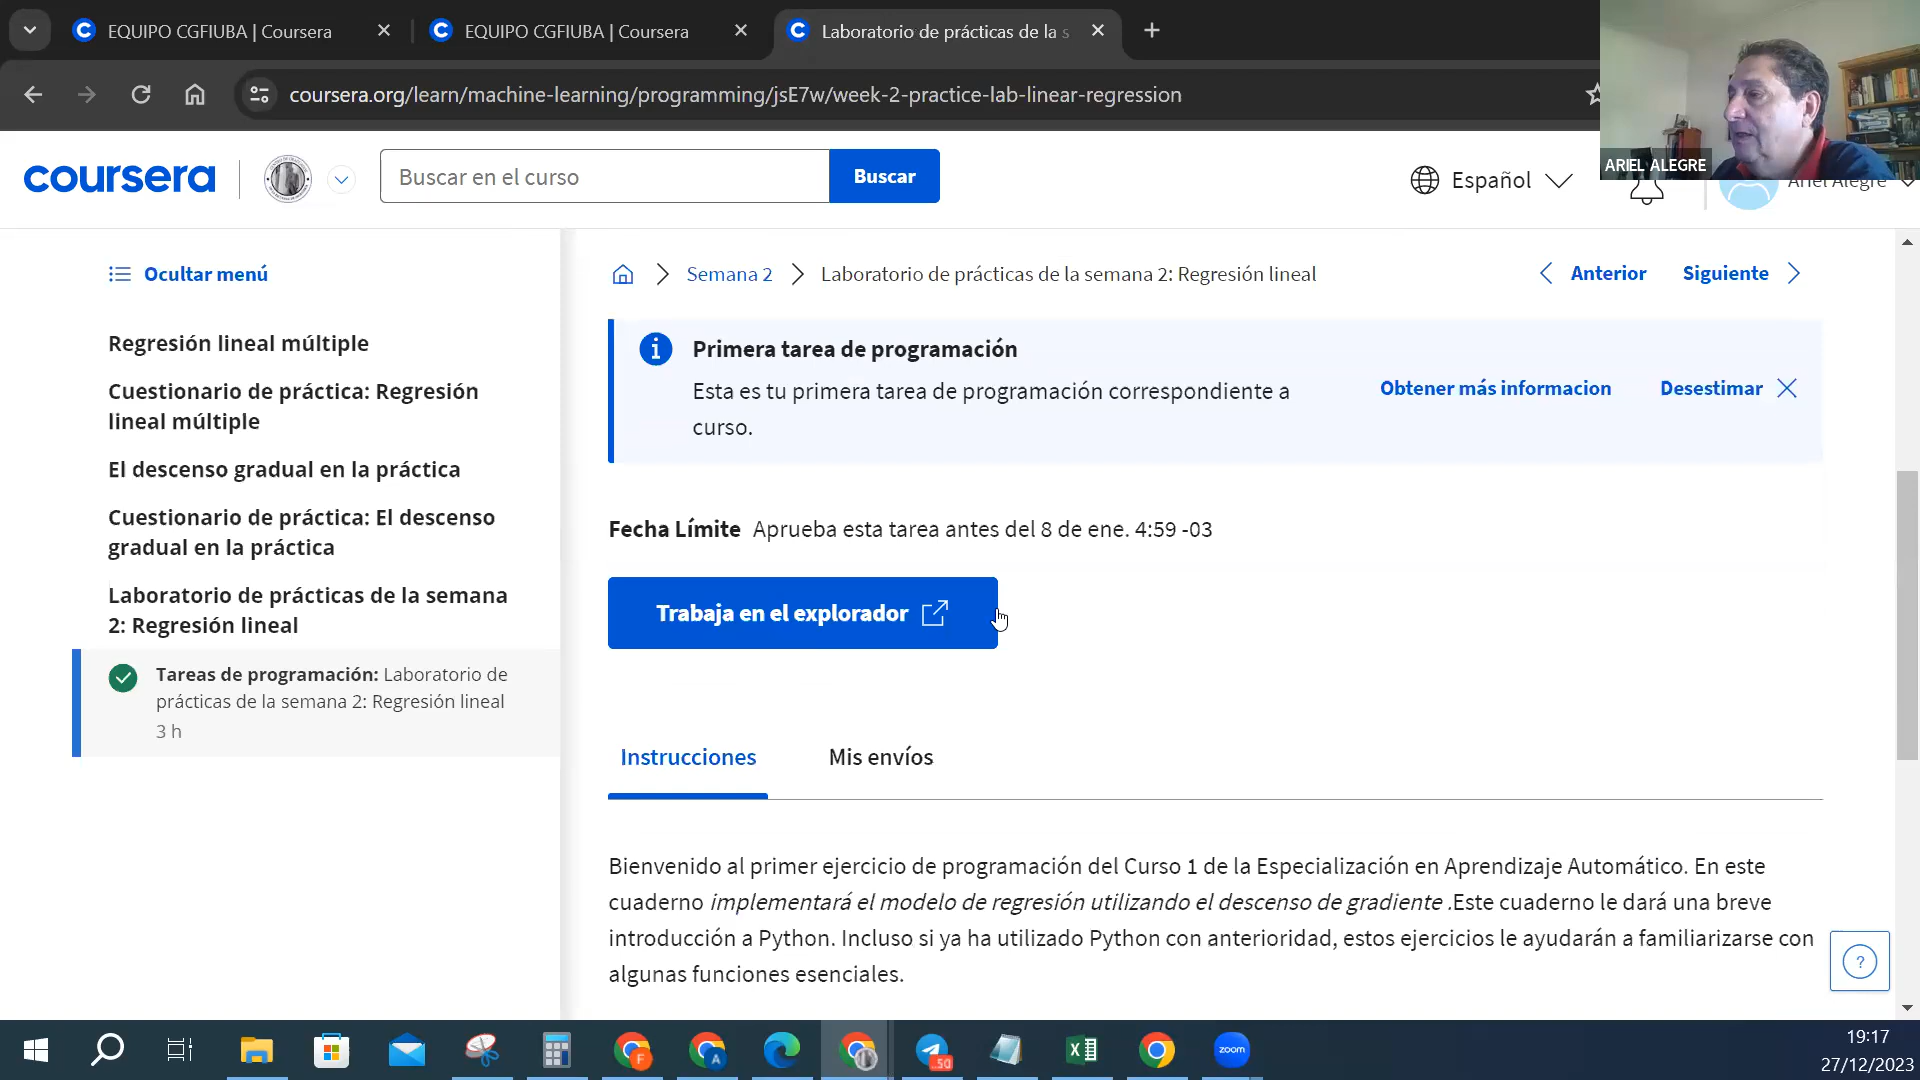 EQUIPO CGFIUBA | Coursera
EQUIPO CGFIUBA | Coursera
Laboratorio de prácticas de la s
coursera.org/learn/machine-learning/programming/jsE7w/week-2-practice-lab-linear-regression
ARIEL ALEGRE
coursera
Buscar en el curso
Buscar
Español
Ariel Alegre
Ocultar menú
Regresión lineal múltiple
Cuestionario de práctica: Regresión
lineal múltiple
El descenso gradual en la práctica
Cuestionario de práctica: El descenso
gradual en la práctica
Laboratorio de prácticas de la semana
2: Regresión lineal
Tareas de programación: Laboratorio de
prácticas de la semana 2: Regresión lineal
3 h
Semana 2
Laboratorio de prácticas de la semana 2: Regresión lineal
Anterior
Siguiente
Primera tarea de programación
Esta es tu primera tarea de programación correspondiente a
curso.
Obtener más informacion
Desestimar
Fecha Límite Aprueba esta tarea antes del 8 de ene. 4:59 -03
Trabaja en el explorador
Instrucciones
Mis envíos
Bienvenido al primer ejercicio de programación del Curso 1 de la Especialización en Aprendizaje Automático. En este
cuaderno implementará el modelo de regresión utilizando el descenso de gradiente .Este cuaderno le dará una breve
introducción a Python. Incluso si ya ha utilizado Python con anterioridad, estos ejercicios le ayudarán a familiarizarse con
algunas funciones esenciales.
?
F
A
50
zoom
19:17
27/12/2023